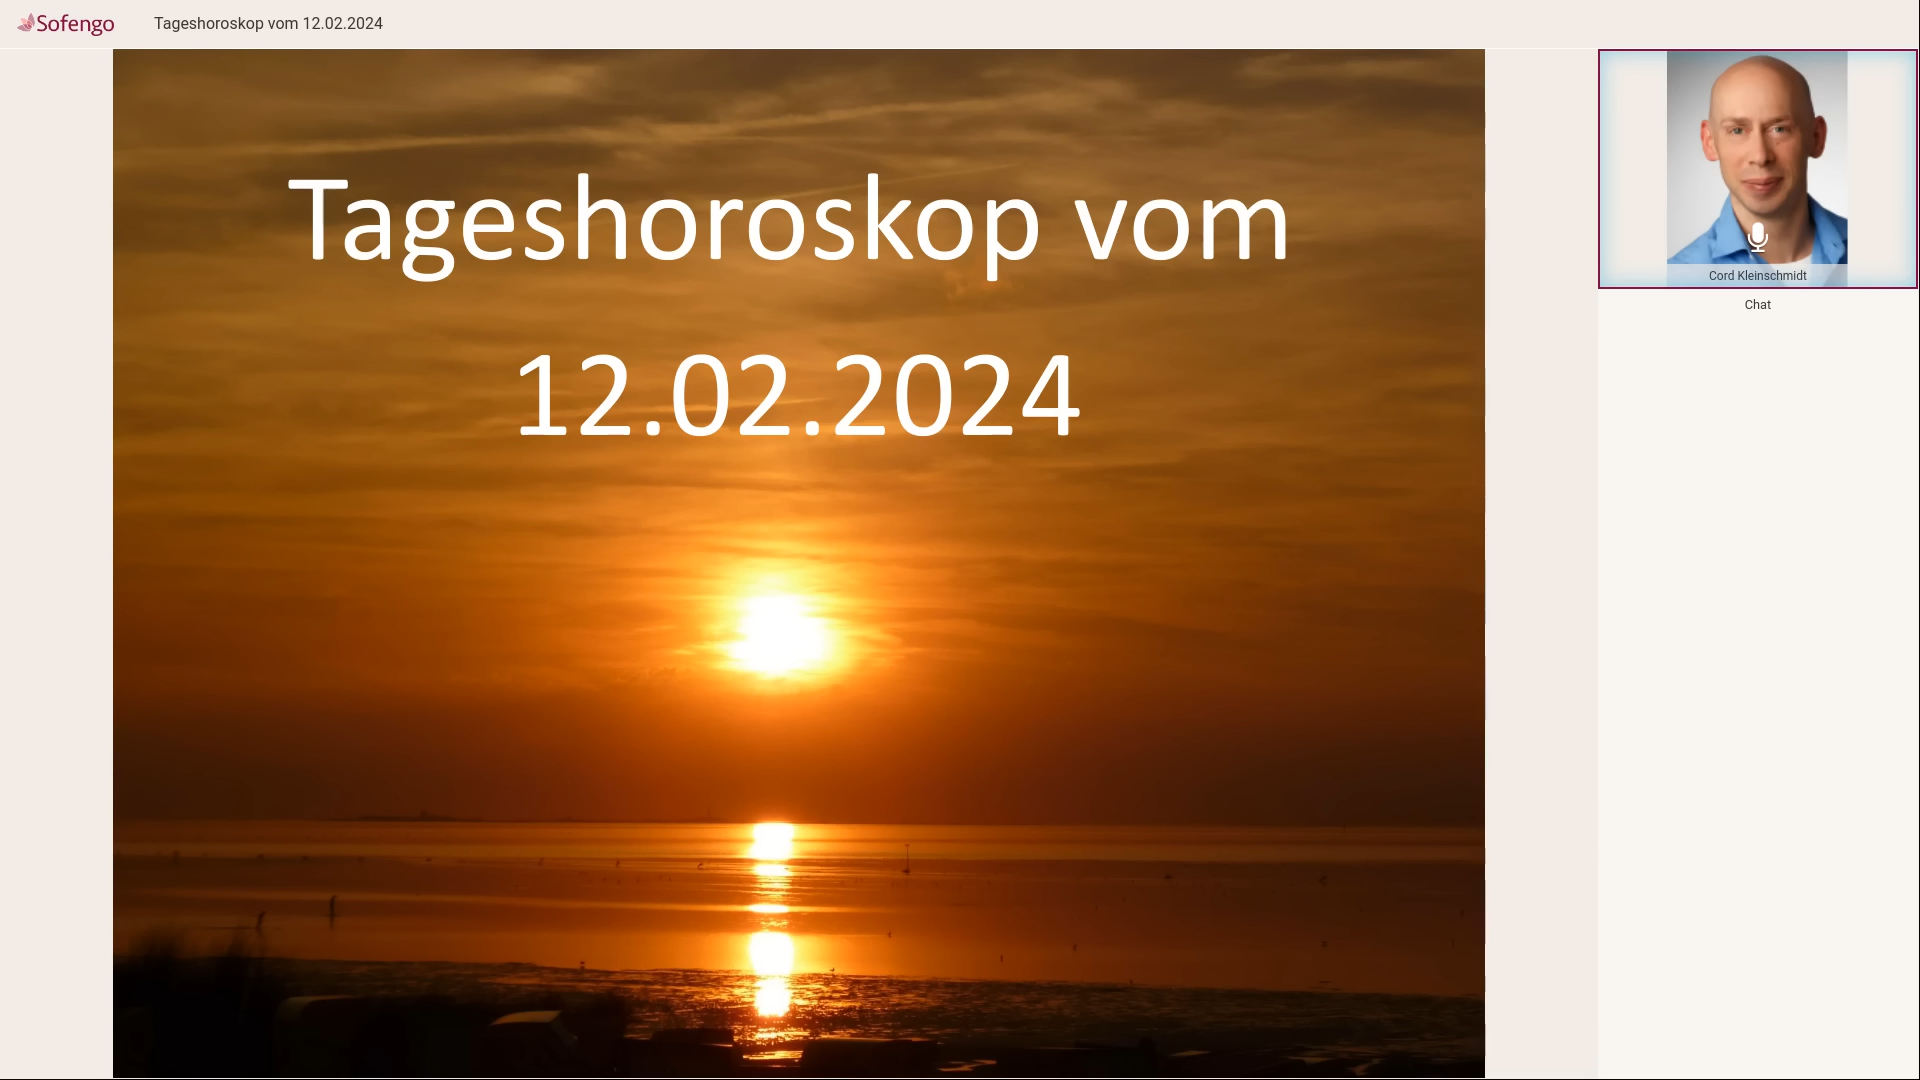 Sofengo
Tageshoroskop vom 12.02.2024
Tageshoroskop vom
12.02.2024
Cord Kleinschmidt
Chat